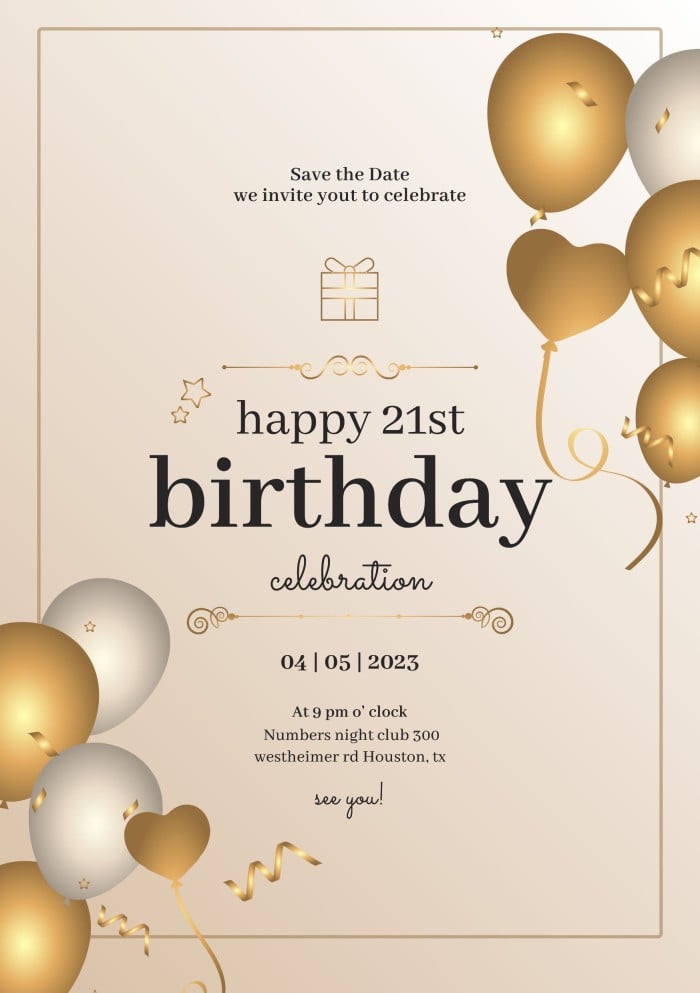 Save the Date
we invite yout to celebrate
happy 21st
birthday
celebration
04 | 05 | 2023
At 9 pm o' clock
Numbers night club 300
westheimer rd Houston, tx
see you!